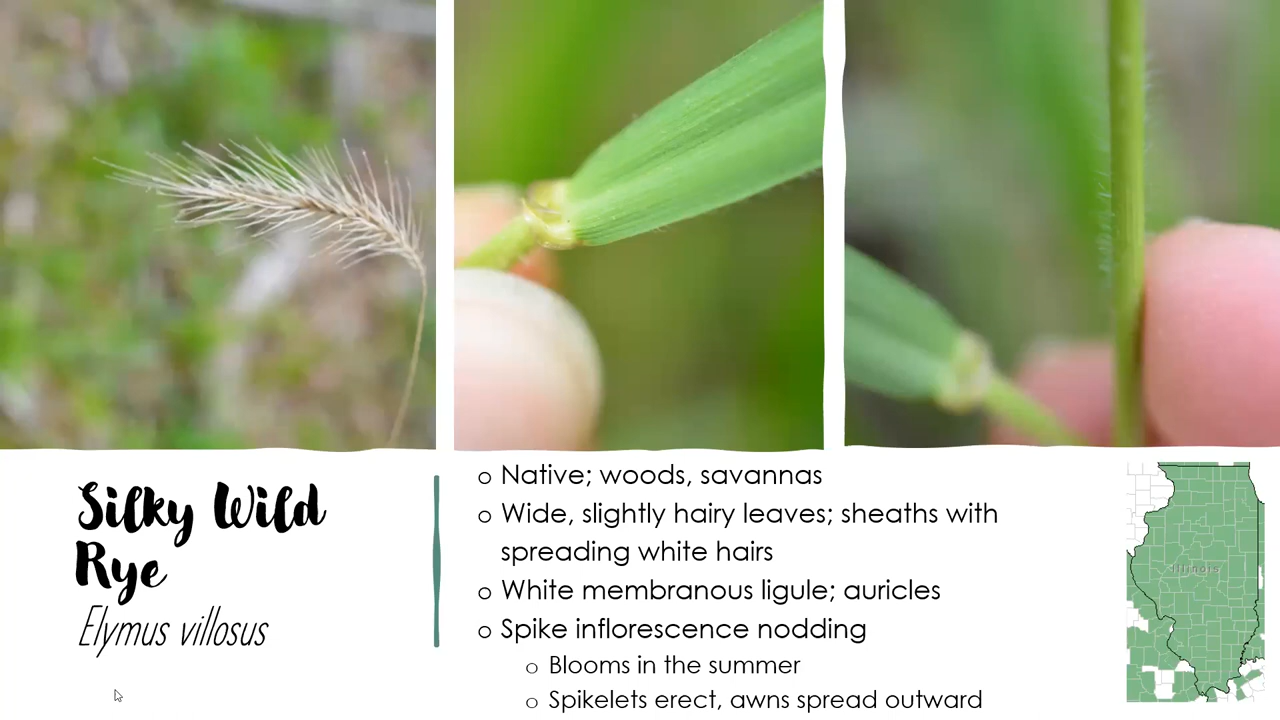 Silky Wild
Rye
Elymus villosus
o Native; woods, savannas
o Wide, slightly hairy leaves; sheaths with
spreading white hairs
o White membranous ligule; auricles
o Spike inflorescence nodding
o Blooms in the summer
o Spikelets erect, awns spread outward
Illinois